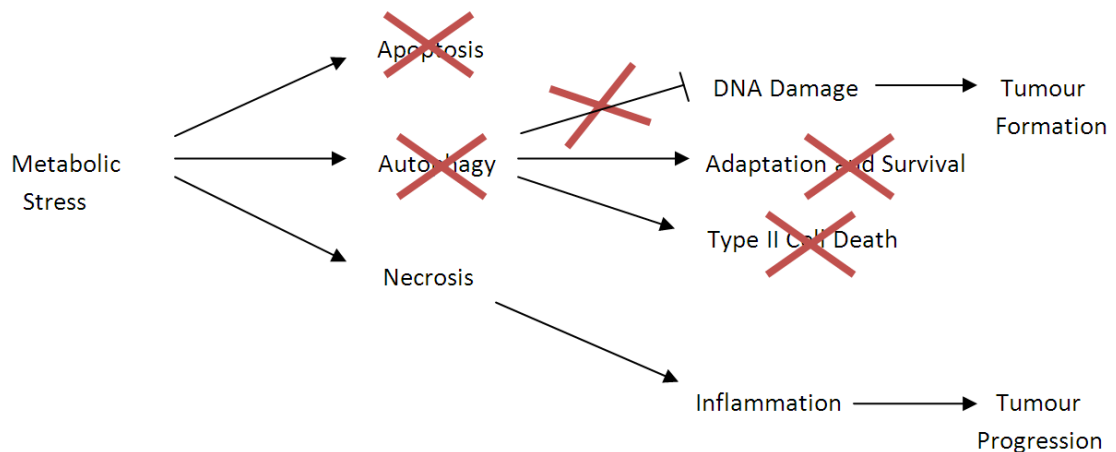 Apoptosis
DNA Damage
Tumour
Formation
Metabolic
Stress
Autophagy
Adaptation and Survival
Type II Cell Death
Necrosis
Inflammation
Tumour
Progression